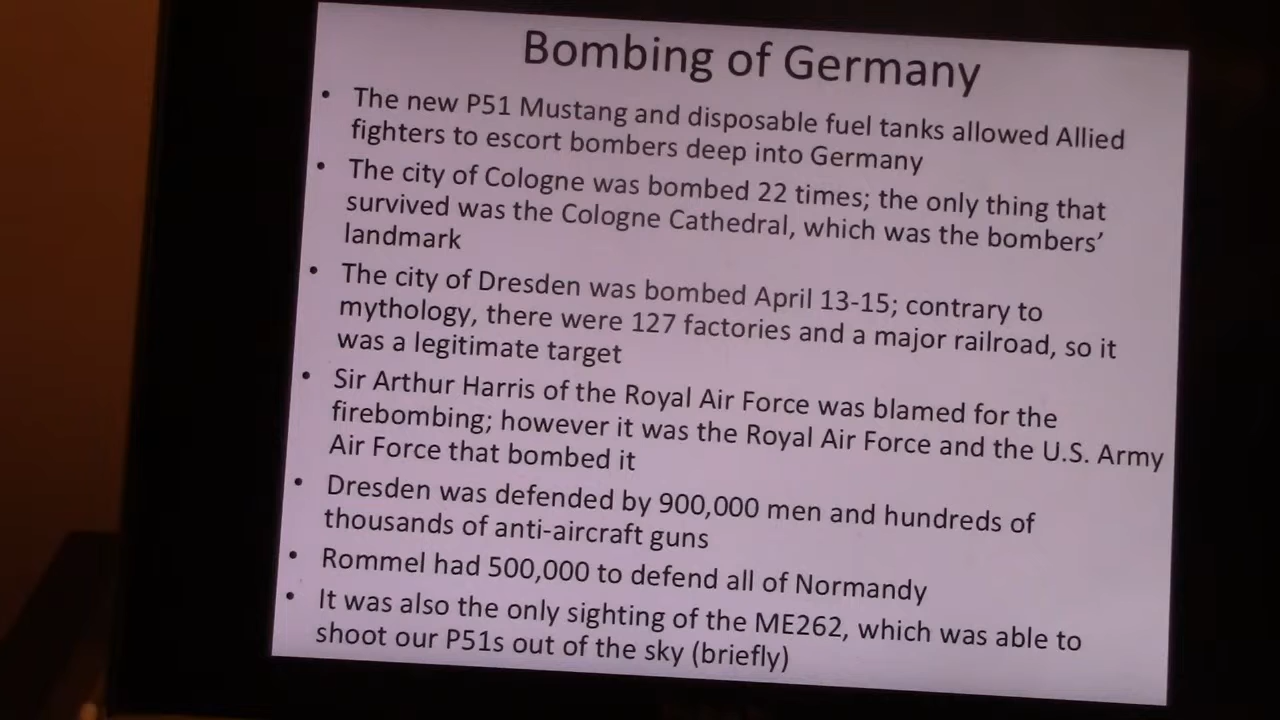 Bombing of Germany
• The new P51 Mustang and disposable fuel tanks allowed Allied
fighters to escort bombers deep into Germany
• The city of Cologne was bombed 22 times; the only thing that
survived was the Cologne Cathedral, which was the bombers’
landmark
• The city of Dresden was bombed April 13-15; contrary to
mythology, there were 127 factories and a major railroad, so it
was a legitimate target
• Sir Arthur Harris of the Royal Air Force was blamed for the
firebombing; however it was the Royal Air Force and the U.S. Army
Air Force that bombed it
• Dresden was defended by 900,000 men and hundreds of
thousands of anti-aircraft guns
• Rommel had 500,000 to defend all of Normandy
• It was also the only sighting of the ME262, which was able to
shoot our P51s out of the sky (briefly)